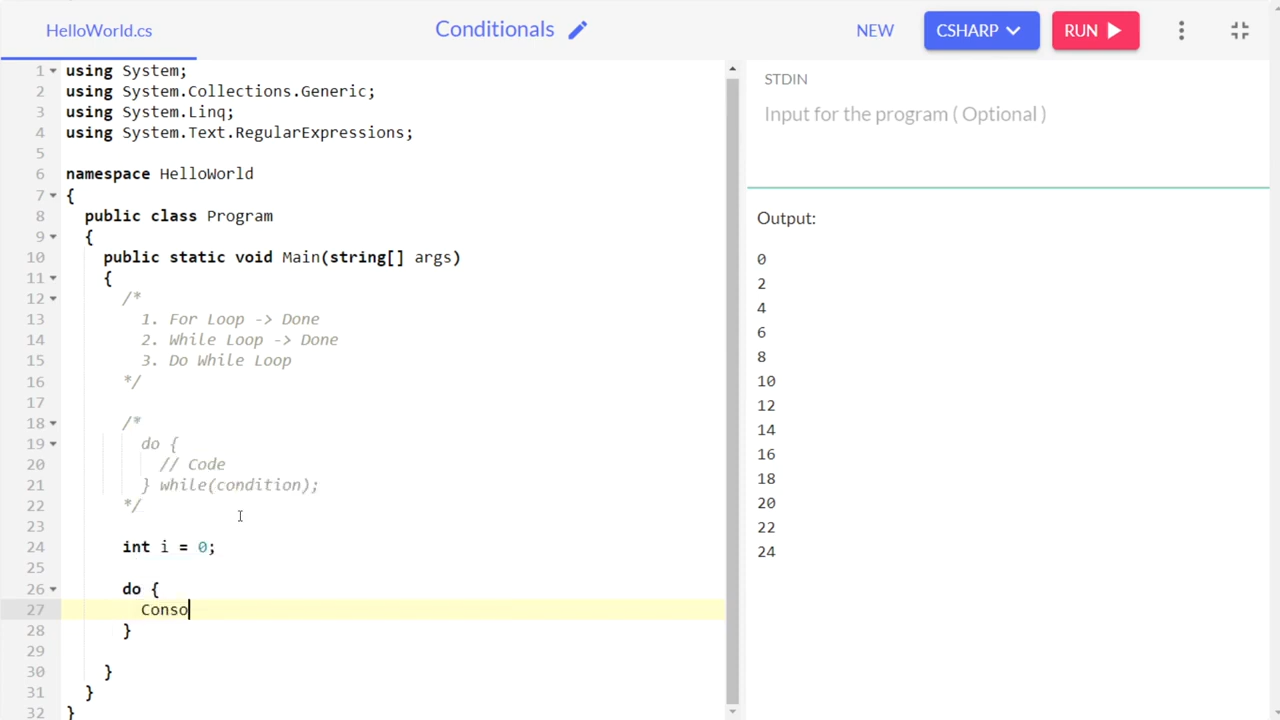 HelloWorld.cs
Conditionals
NEW
CSHARP
RUN
1 using System;
2 using System.Collections.Generic;
3 using System.Linq;
4 using System.Text.RegularExpressions;
5
6 namespace HelloWorld
7 {
8 public class Program
9 {
10 public static void Main(string[] args)
11 {
12 /*
13 1. For Loop -> Done
14 2. While Loop -> Done
15 3. Do While Loop
16 */
17
18 /*
19 do {
20 // Code
21 } while(condition);
22 */
23
24 int i = 0;
25
26 do {
27 Conso
28 }
29
30 }
31 }
32 }
STDIN
Input for the program ( Optional )
Output:
0
2
4
6
8
10
12
14
16
18
20
22
24